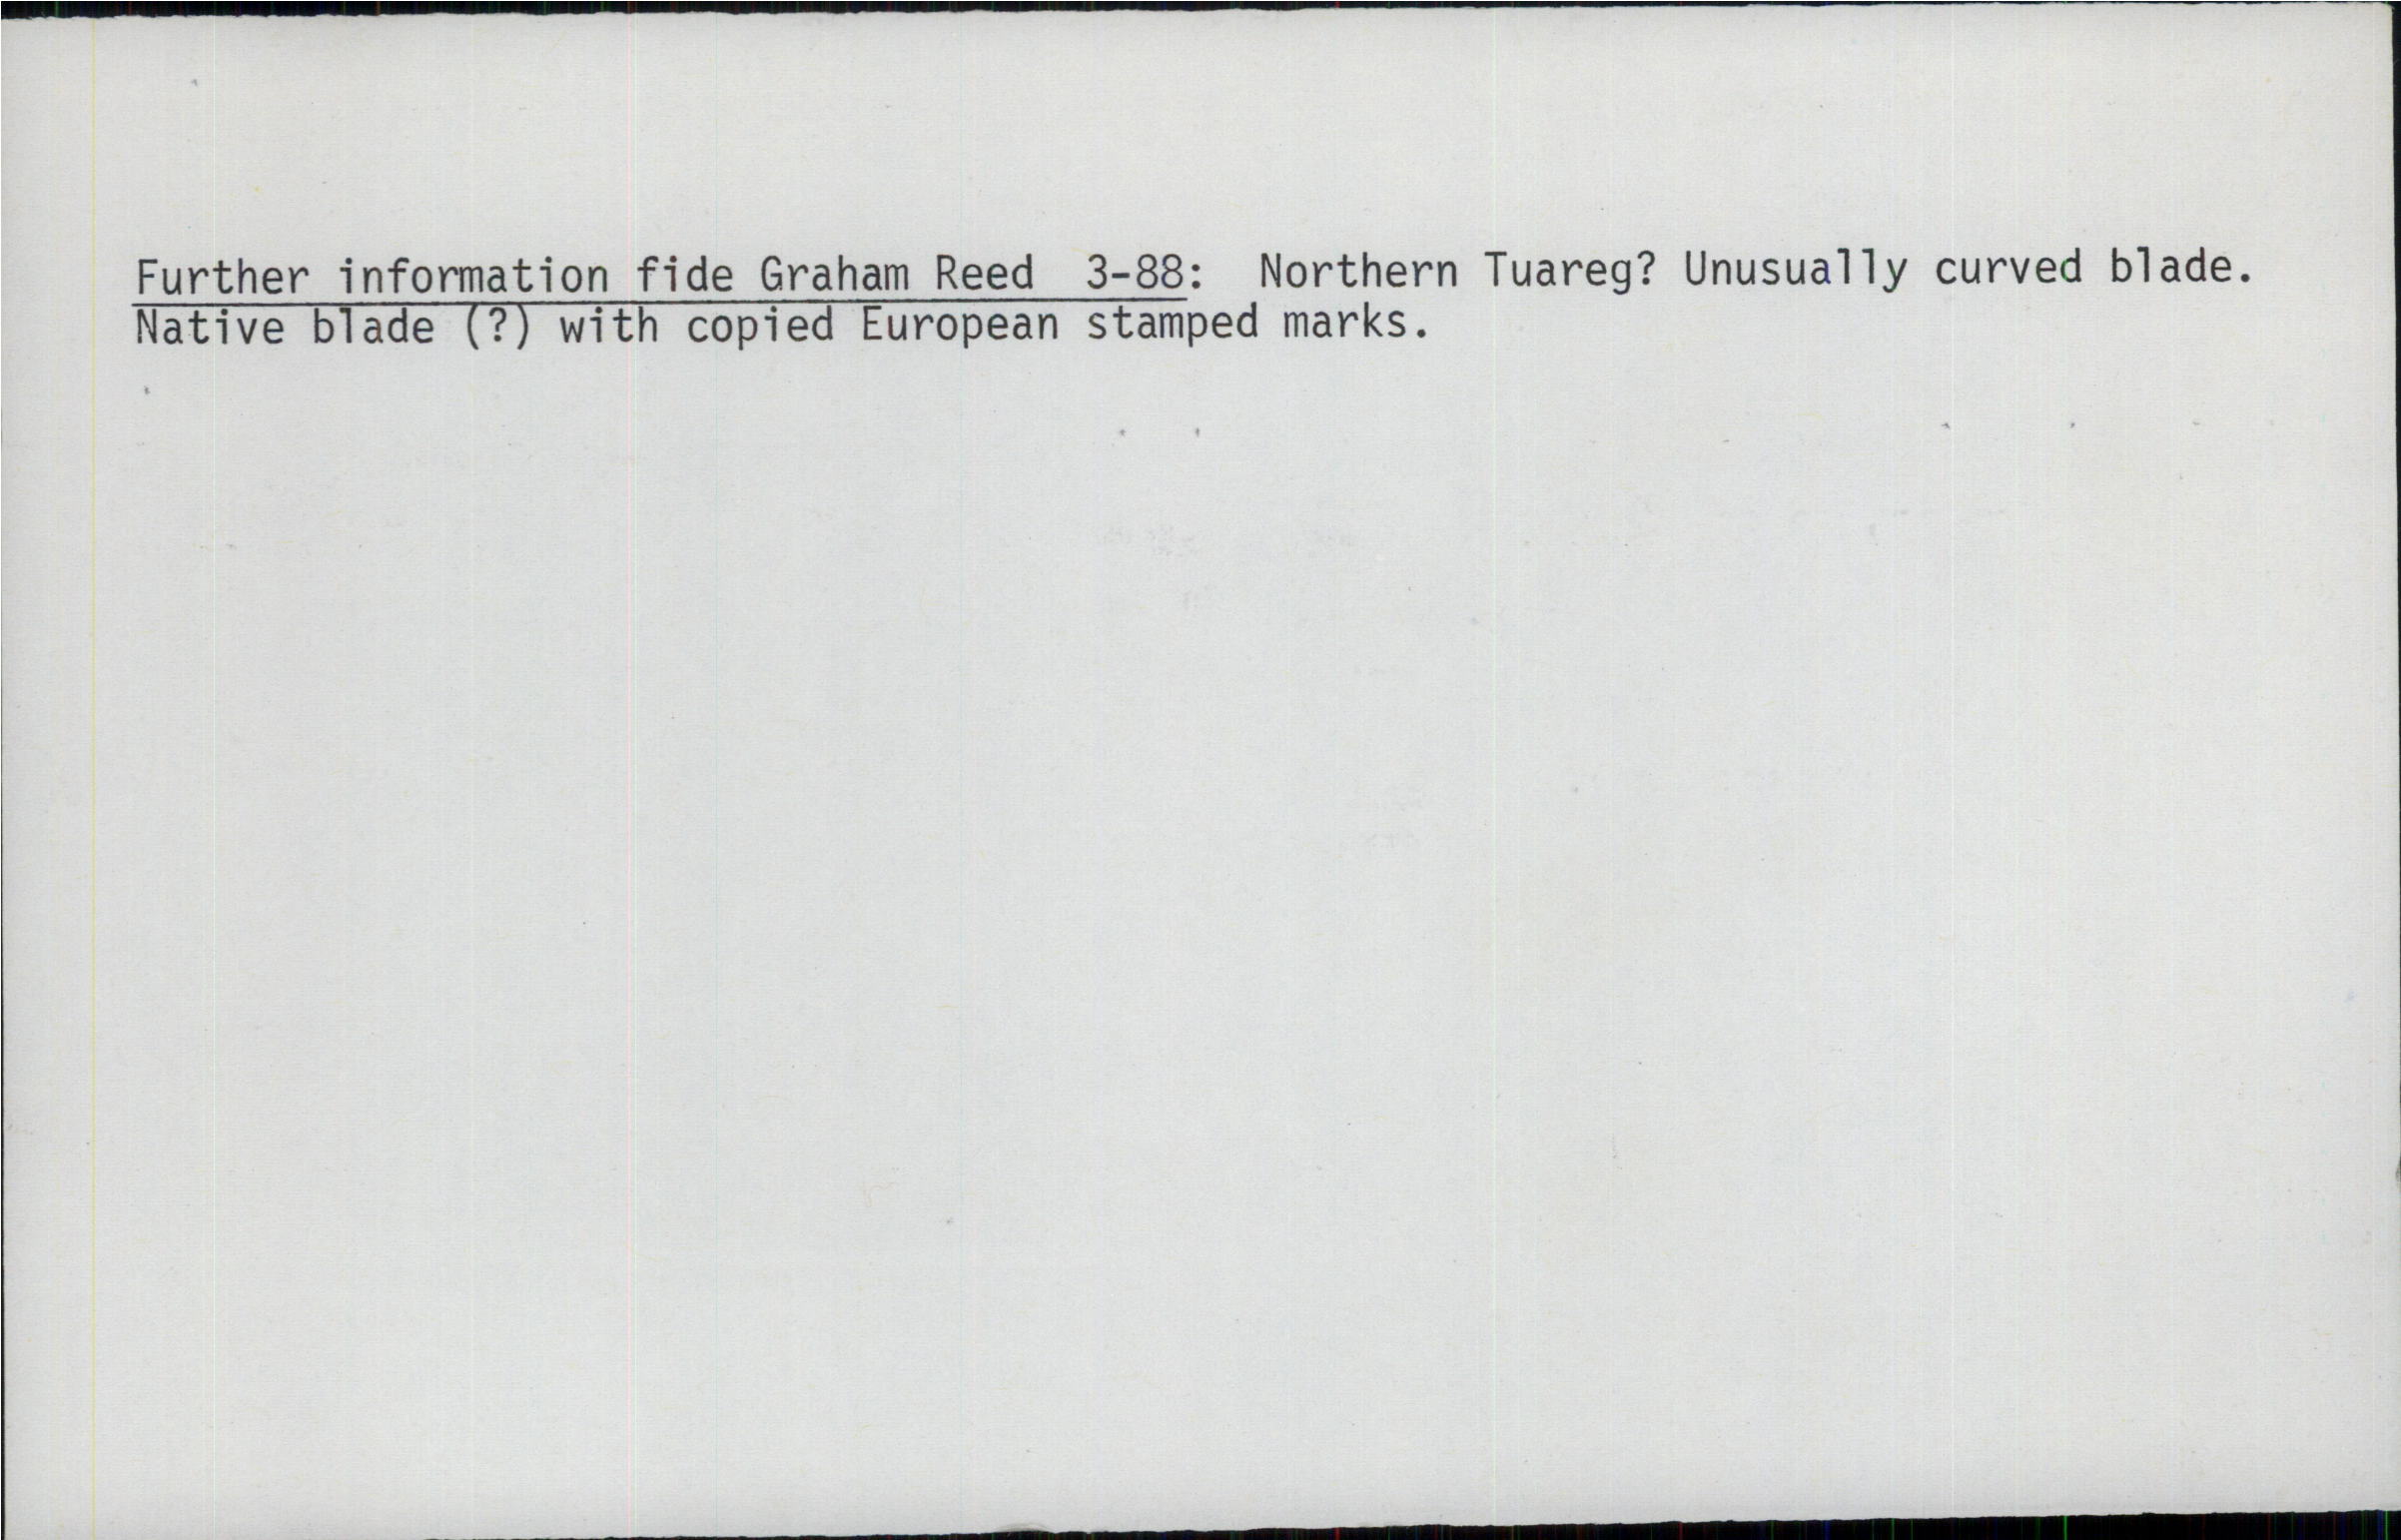 Further information fide Graham Reed  3-88:  Northern Tuareg? Unusually curved blade.
Native blade (?) with copied European stamped marks.